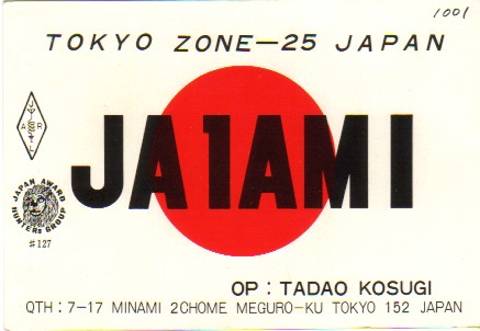 1001
TOKYO ZONE-25 JAPAN
JARL
JA1AMI
JAPAN AWARD HUNTERS GROUP
#127
OP : TADAO KOSUGI
QTH : 7-17 MINAMI 2CHOME MEGURO-KU TOKYO 152 JAPAN